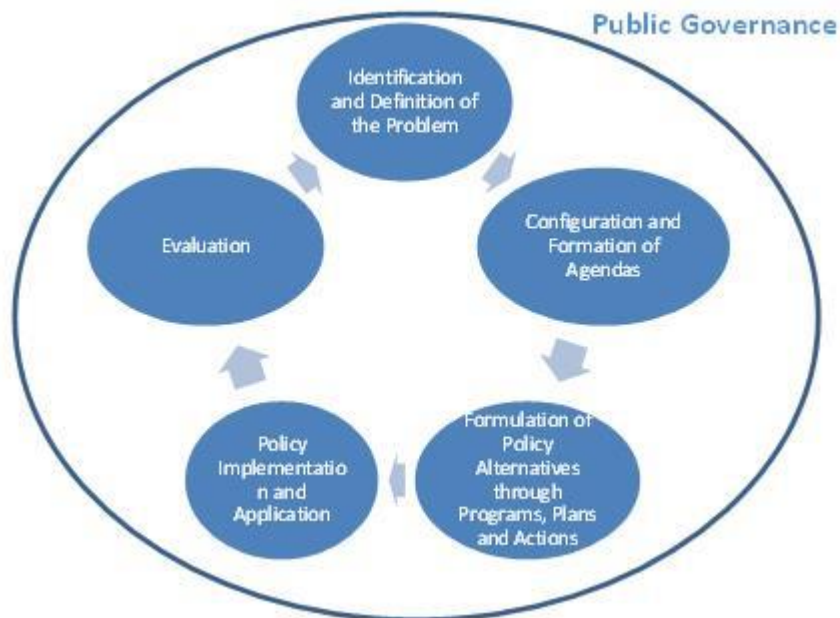 Public Governance
Identification
and Definition of
the Problem
Configuration and
Formation of
Agendas
Formulation of
Policy
Alternatives
through
Programs, Plans
and Actions
Policy
Implementatio
n and
Application
Evaluation